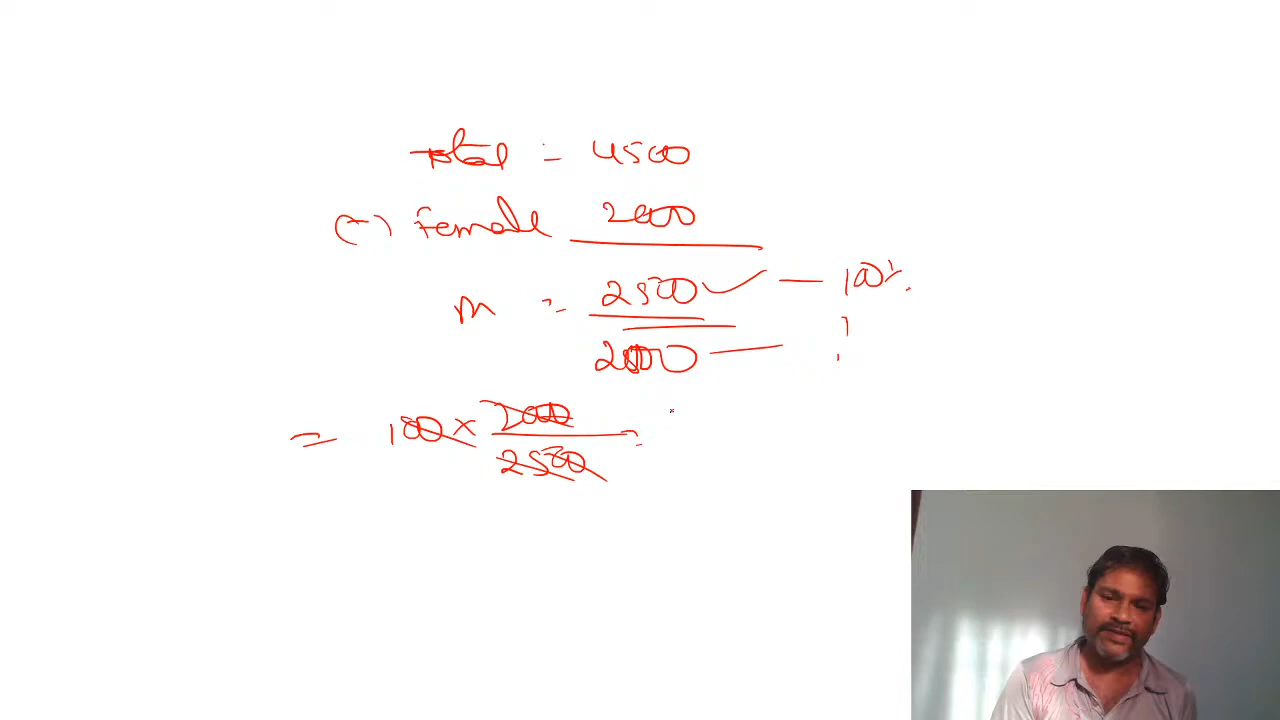 total = 4500
(-) Female 2000
m = 2500 ✓ — 100%.
2000 — ?
= 100 × 2000 / 2500 =